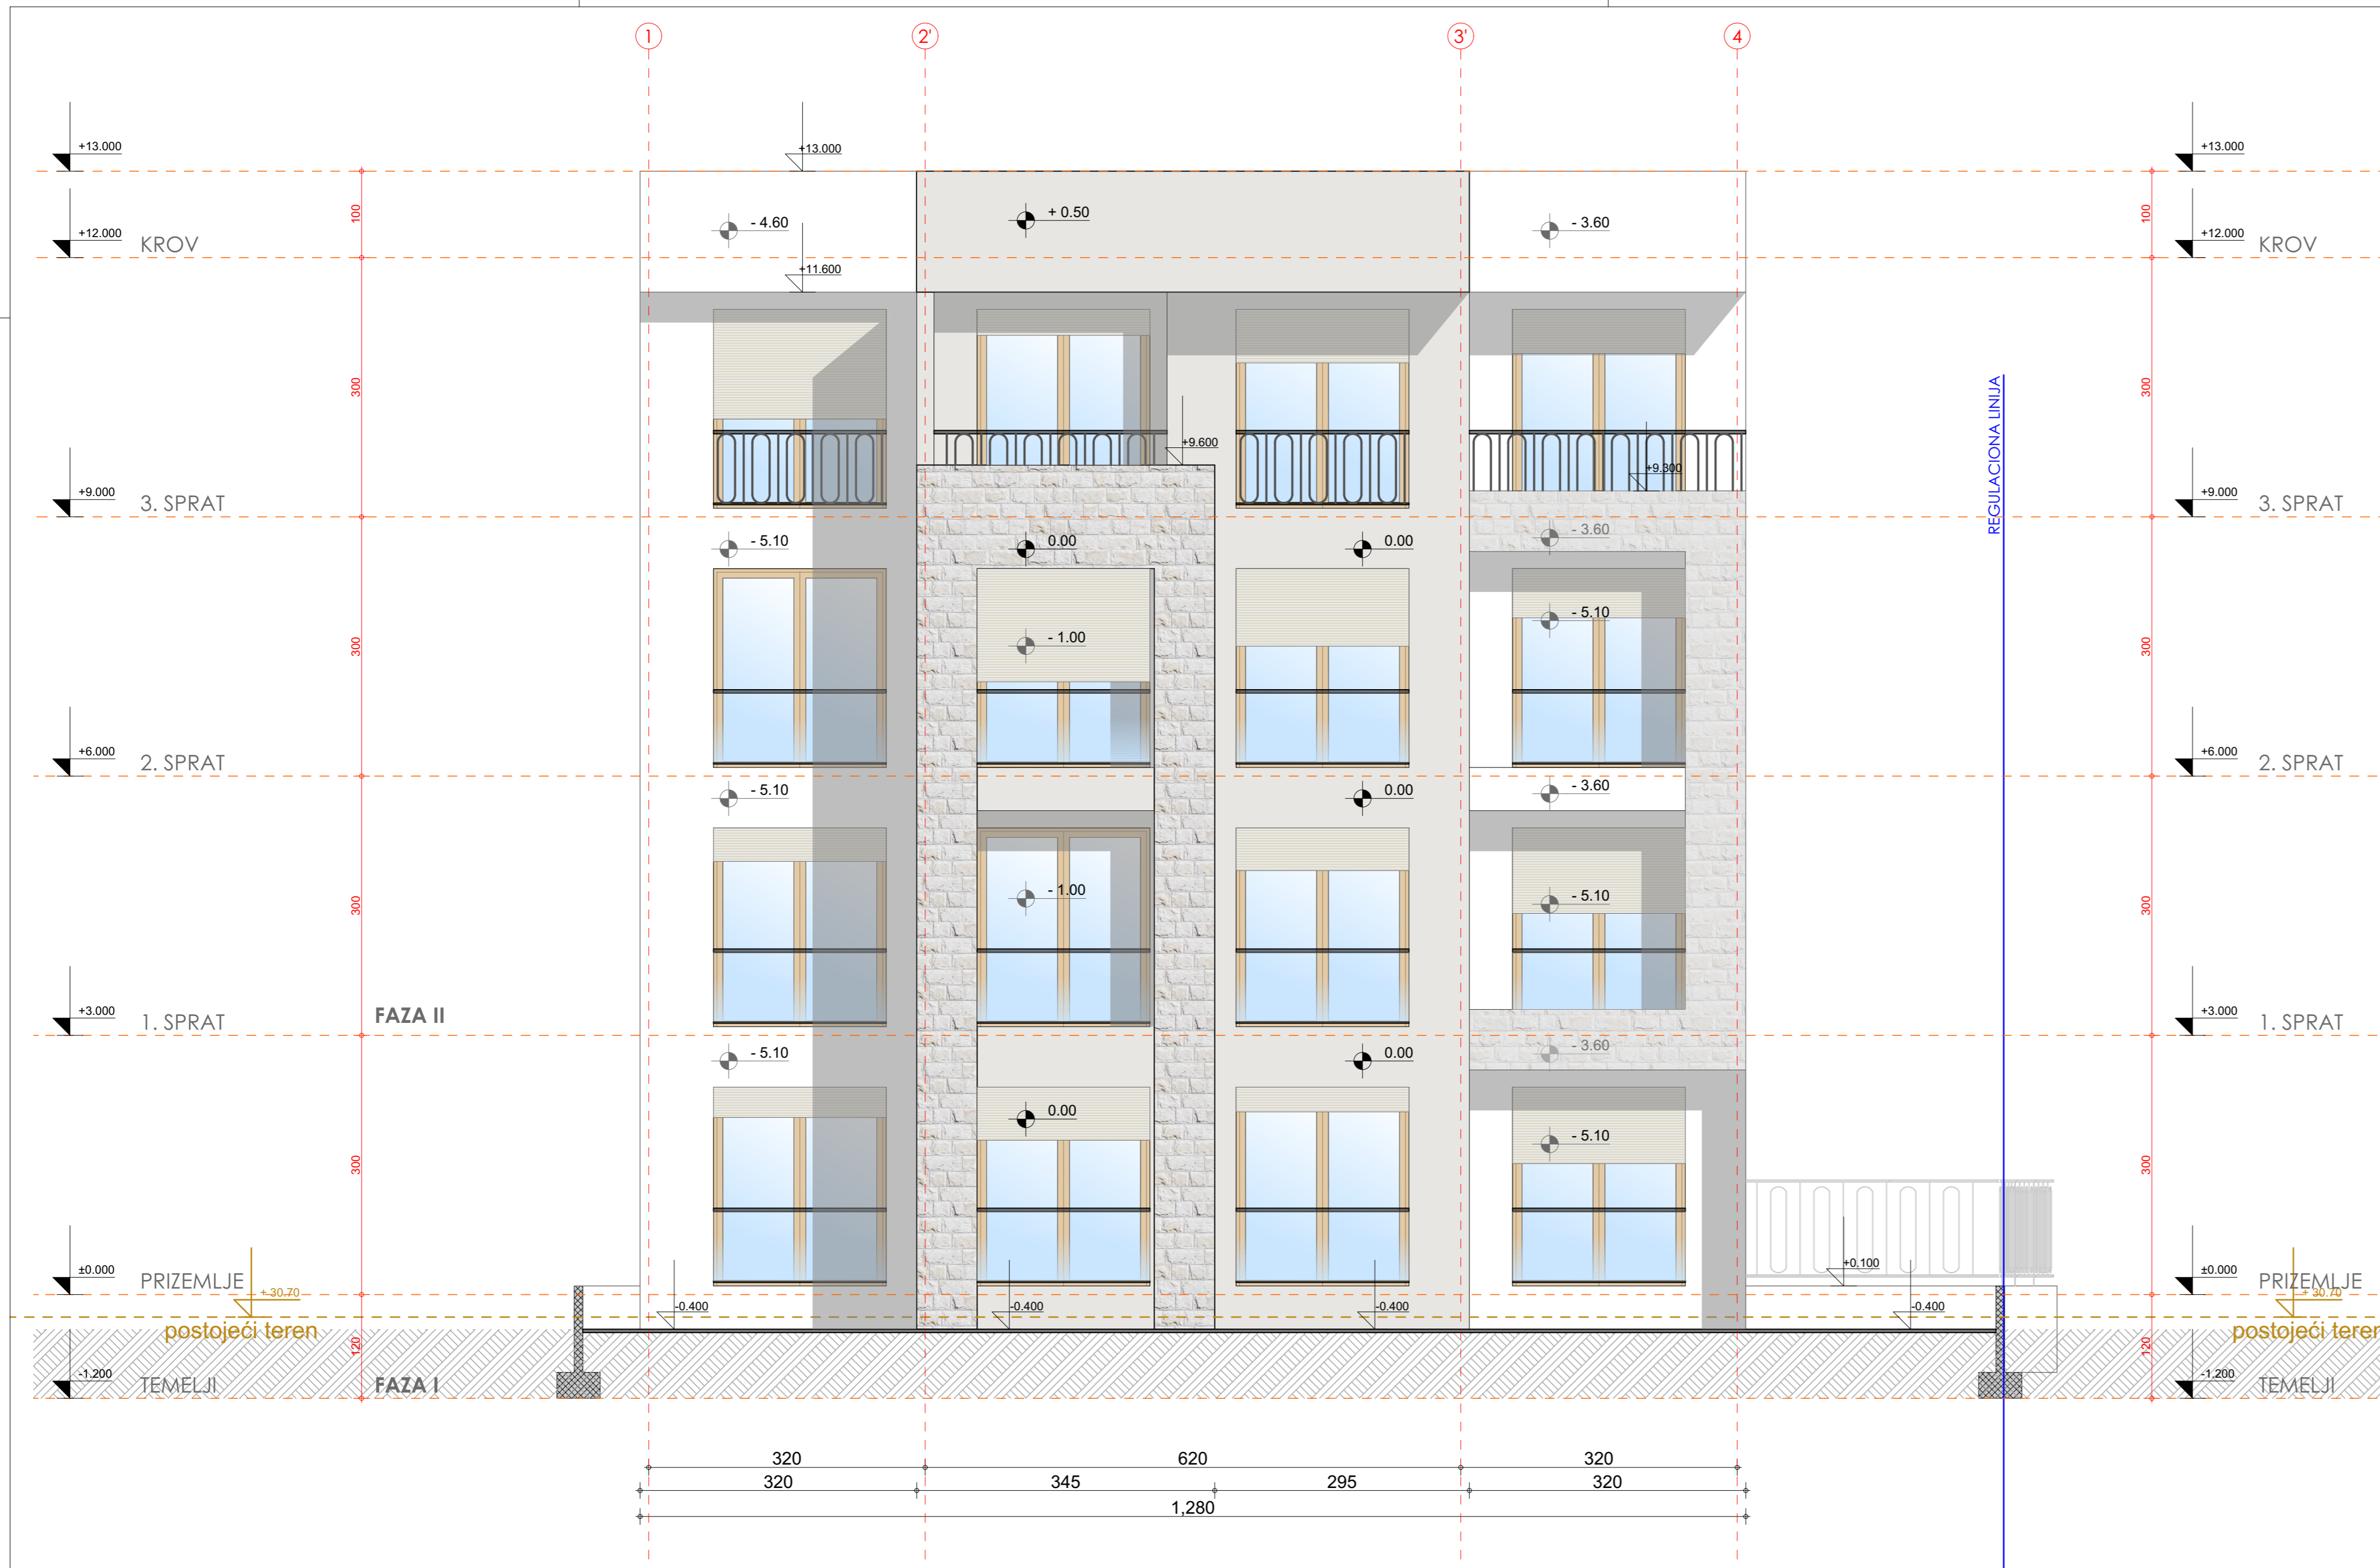 1 2' 3' 4
+13.000 +13.000 +13.000
100 - 4.60 + 0.50 - 3.60 100
+12.000 KROV +12.000 KROV
+11.600
300 300
REGULACIONA LINIJA
+9.600
+9.300
+9.000 3. SPRAT +9.000 3. SPRAT
- 3.60
- 5.10 0.00 0.00
- 5.10
300 - 1.00 300
+6.000 2. SPRAT +6.000 2. SPRAT
- 5.10 0.00 - 3.60
300 - 1.00 - 5.10 300
+3.000 1. SPRAT FAZA II +3.000 1. SPRAT
- 5.10 0.00 - 3.60
0.00
- 5.10
300 300
+0.100
±0.000 PRIZEMLJE ±0.000 PRIZEMLJE
+ 30.70 + 30.70
-0.400 -0.400 -0.400 -0.400
postojeći teren postojeći teren
120 120
-1.200 TEMELJI FAZA I -1.200 TEMELJI
320 620 320
320 345 295 320
1,280